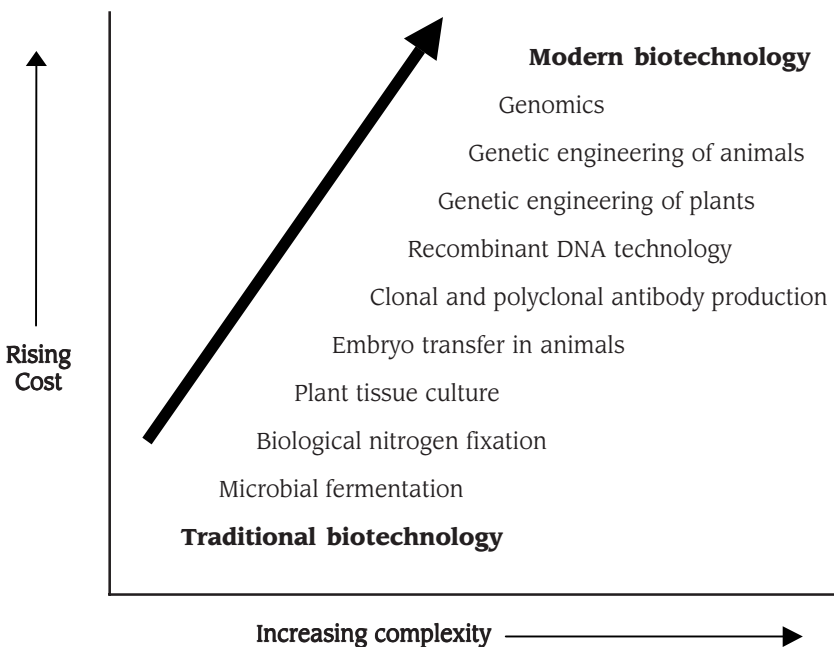 Modern biotechnology
Genomics
Genetic engineering of animals
Genetic engineering of plants
Recombinant DNA technology
Clonal and polyclonal antibody production
Embryo transfer in animals
Plant tissue culture
Biological nitrogen fixation
Microbial fermentation
Traditional biotechnology
Rising
Cost
Increasing complexity